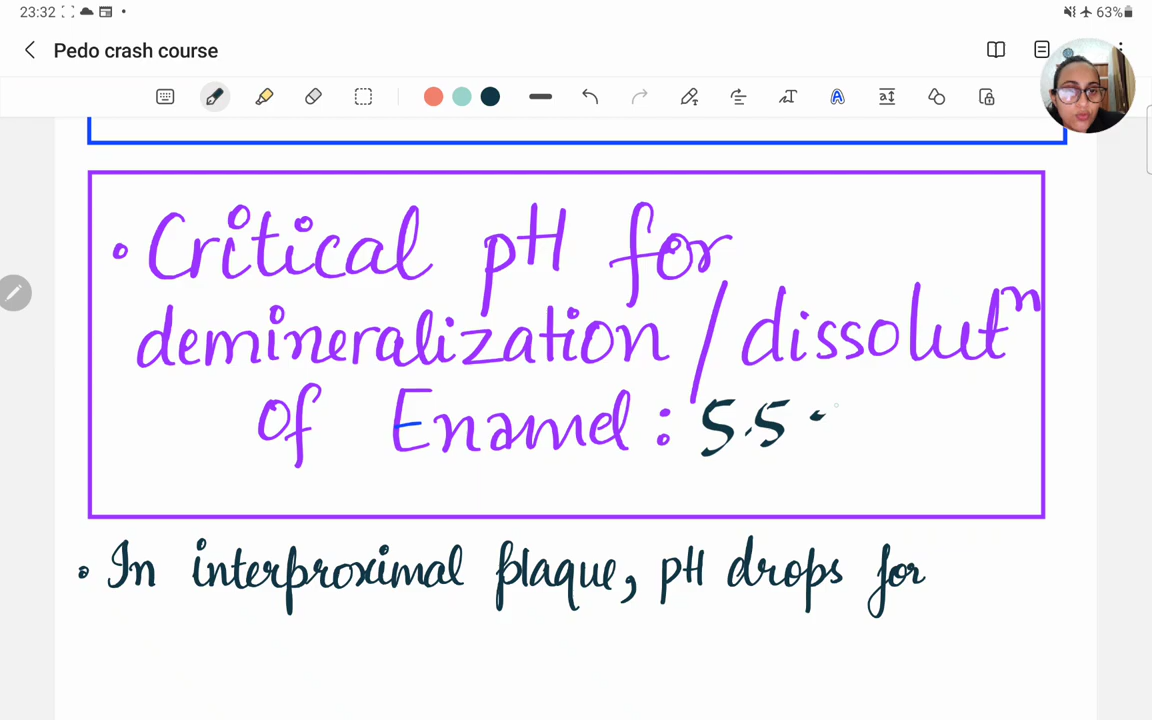 23:32
63%
Pedo crash course
• Critical pH for
demineralization / dissolutⁿ
of Enamel : 5.5 -
• In interproximal plaque, pH drops for